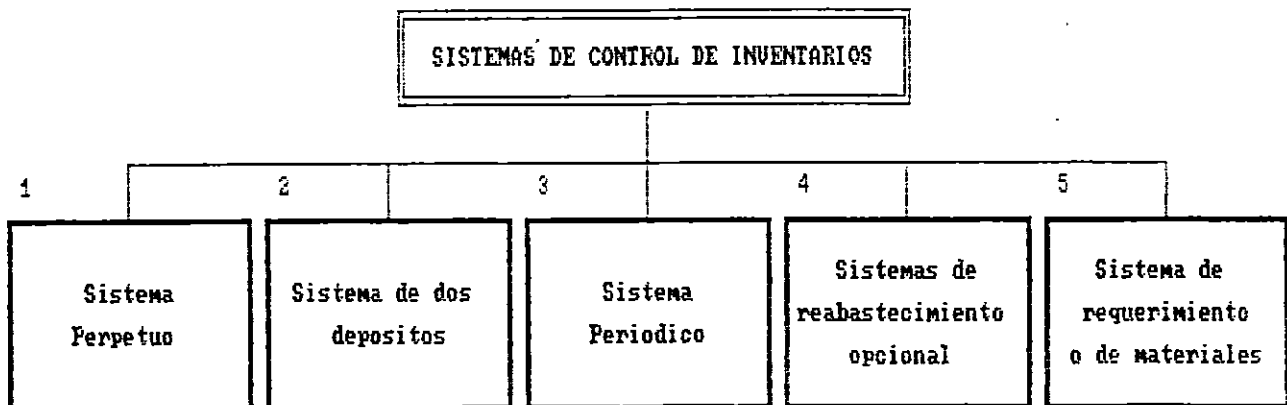 SISTEMAS DE CONTROL DE INVENTARIOS
1
2
3
4
5
Sistema
Perpetuo
Sistema de dos
depositos
Sistema
Periodico
Sistemas de
reabastecimiento
opcional
Sistema de
requerimiento
o de materiales